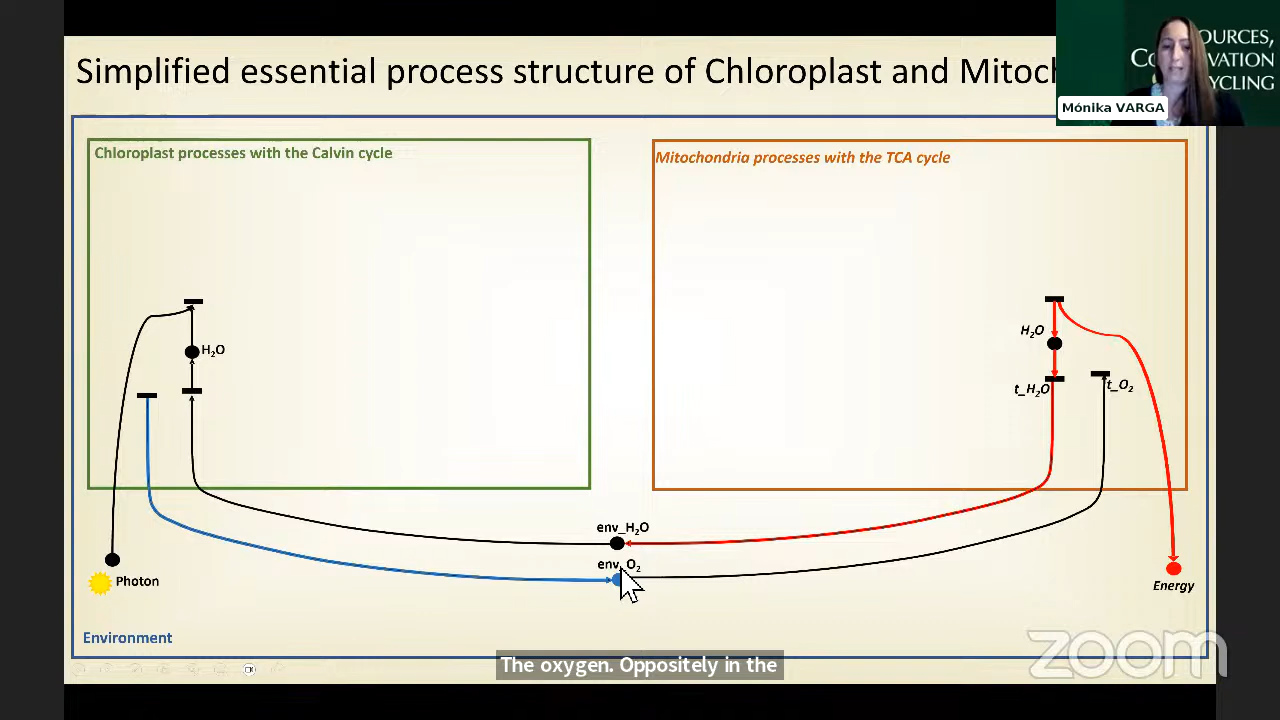 Simplified essential process structure of Chloroplast and Mitoch
OURES,
VATION
CYCLING
Mónika VARGA
Chloroplast processes with the Calvin cycle
Mitochondria processes with the TCA cycle
H₂O
H₂O
t_H₂O
t_O₂
env_H₂O
env_O₂
Photon
Energy
Environment
zoom
The oxygen. Oppositely in the